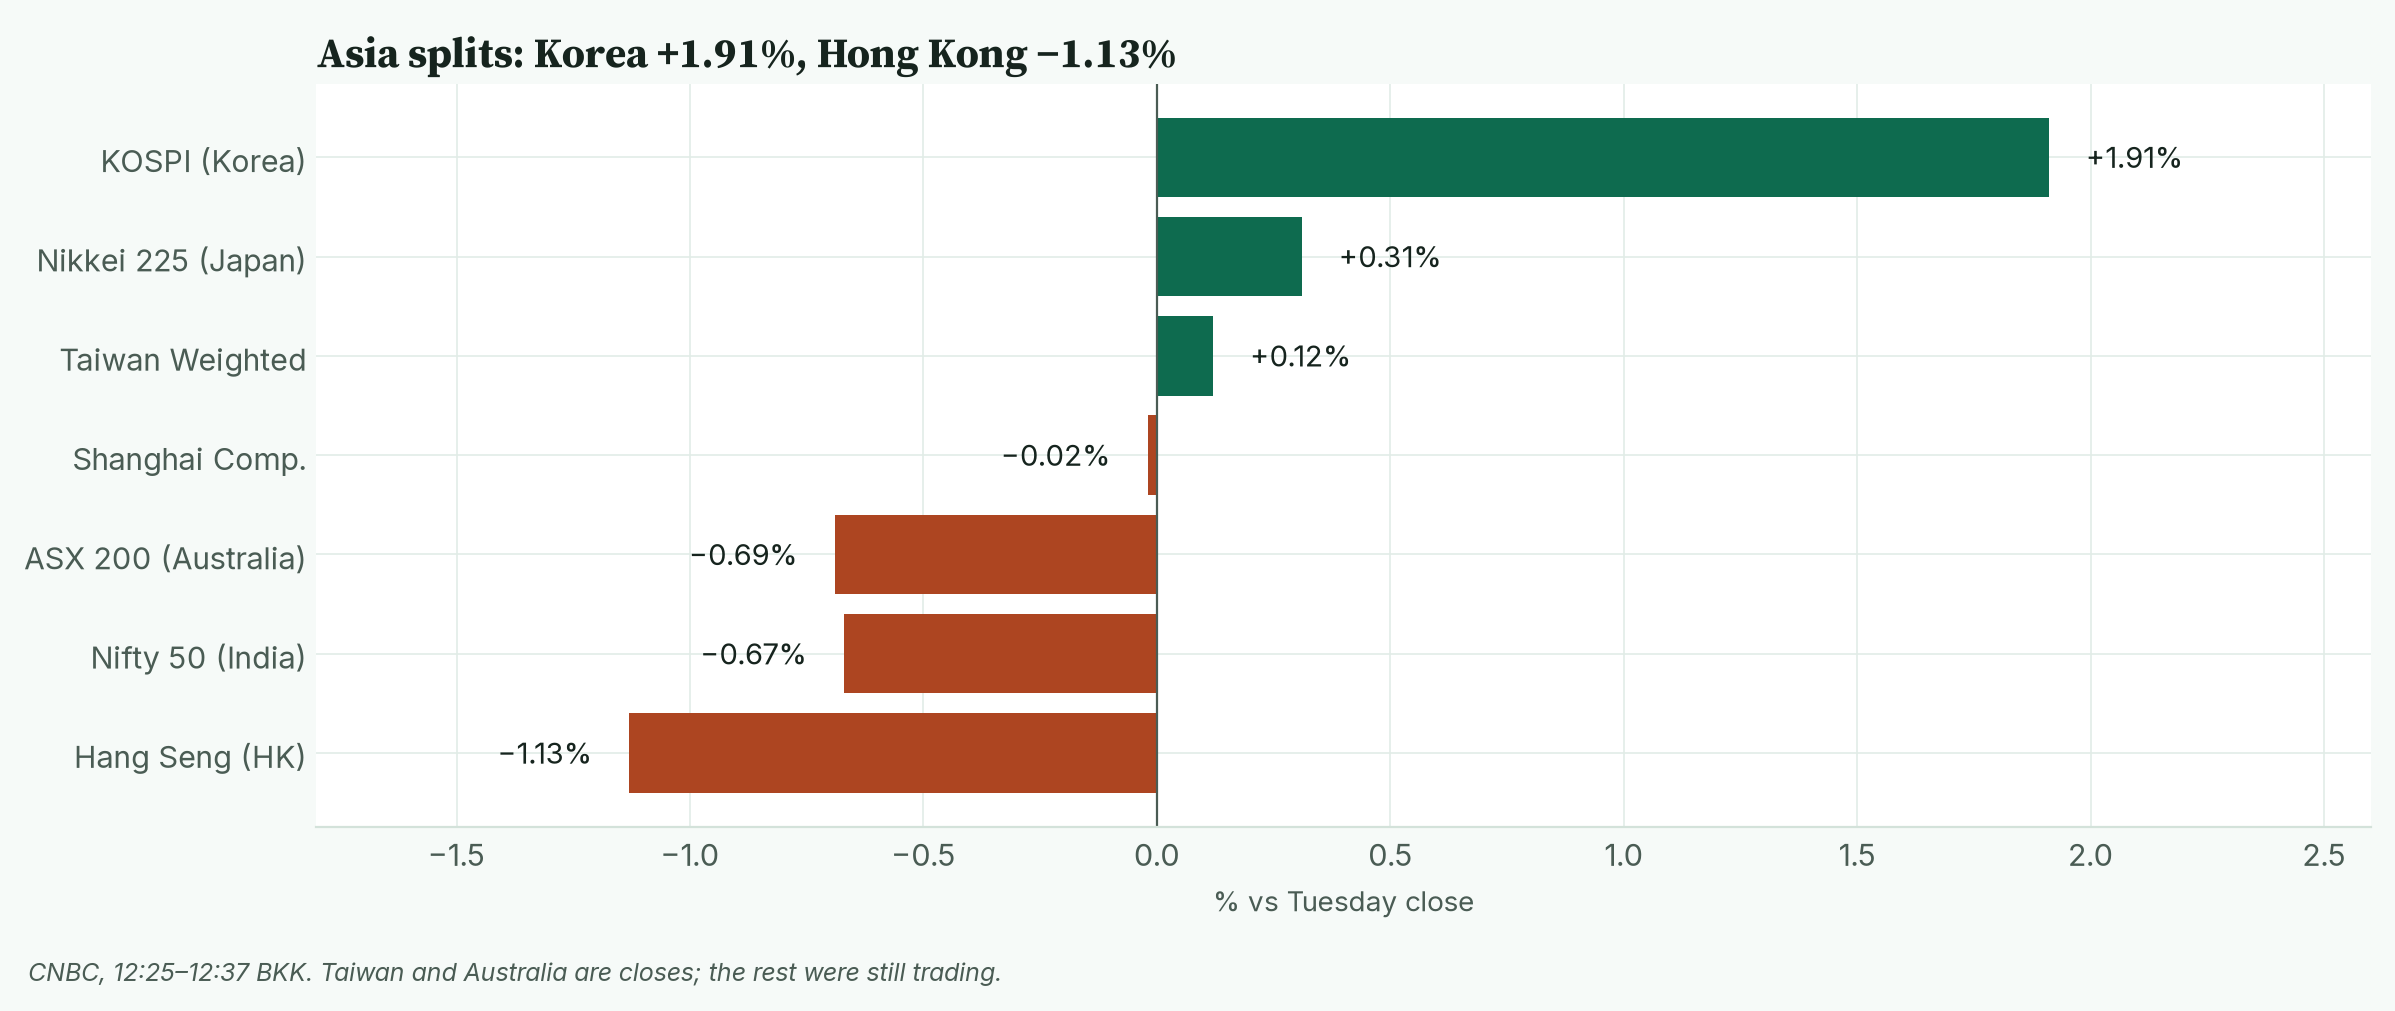 Asia splits: Korea +1.91%, Hong Kong −1.13%
KOSPI (Korea)
+1.91%
Nikkei 225 (Japan)
+0.31%
Taiwan Weighted
+0.12%
Shanghai Comp.
−0.02%
ASX 200 (Australia)
−0.69%
Nifty 50 (India)
−0.67%
Hang Seng (HK)
−1.13%
−1.5 −1.0 −0.5 0.0 0.5 1.0 1.5 2.0 2.5
% vs Tuesday close
CNBC, 12:25–12:37 BKK. Taiwan and Australia are closes; the rest were still trading.